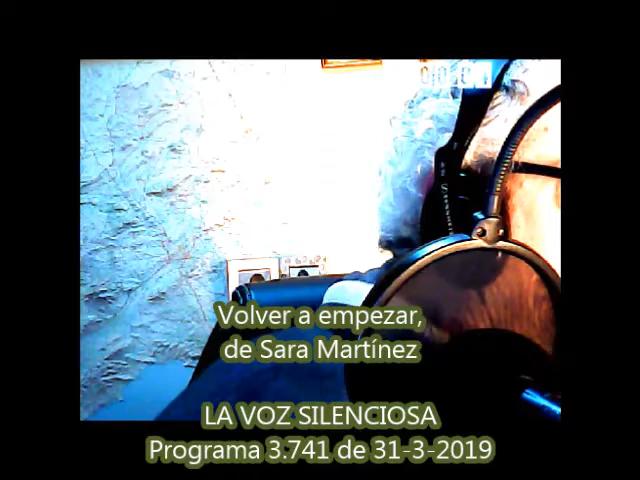 Volver a empezar,
de Sara Martínez
LA VOZ SILENCIOSA
Programa 3.741 de 31-3-2019